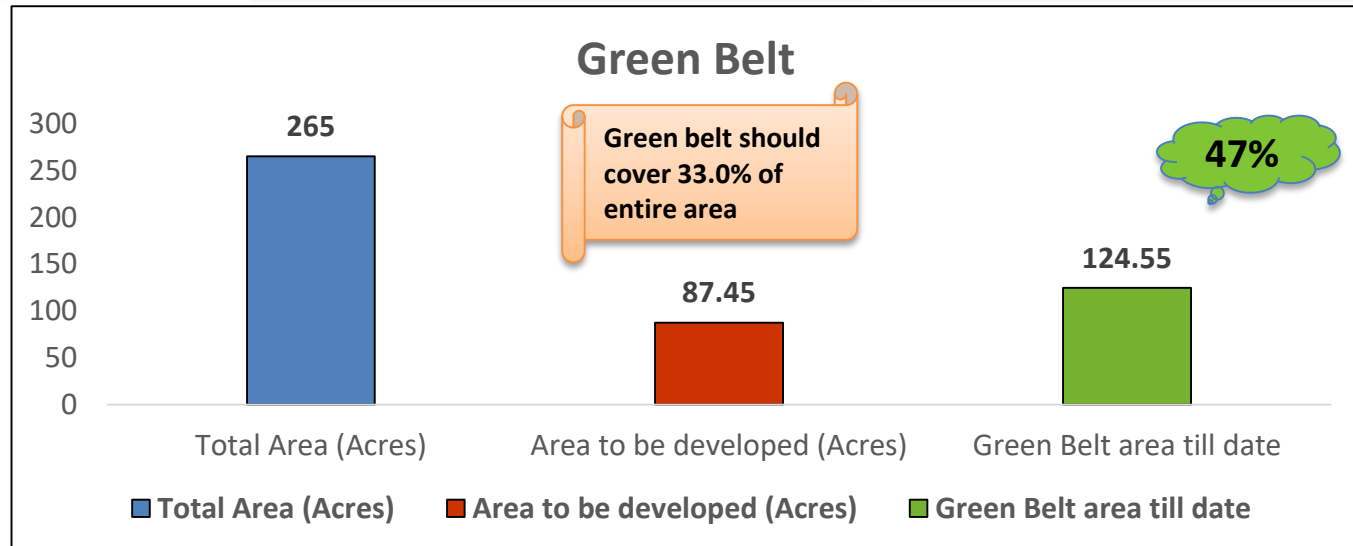 Green Belt
300
250
200
150
100
50
0
265
Green belt should
cover 33.0% of
entire area
87.45
47%
124.55
Total Area (Acres)
Area to be developed (Acres)
Green Belt area till date
Total Area (Acres)
Area to be developed (Acres)
Green Belt area till date